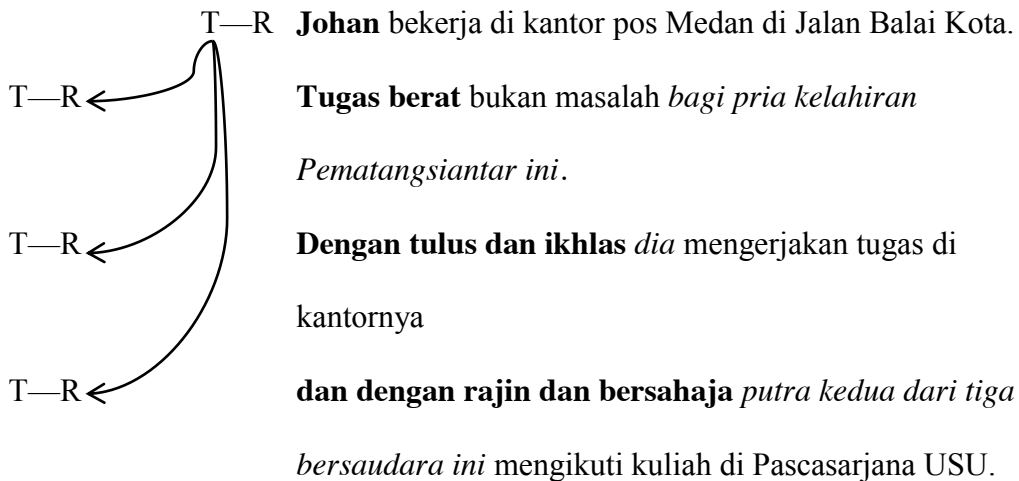 T—R Johan bekerja di kantor pos Medan di Jalan Balai Kota.
T—R Tugas berat bukan masalah bagi pria kelahiran
Pematangsiantar ini.
T—R Dengan tulus dan ikhlas dia mengerjakan tugas di
kantornya
T—R dan dengan rajin dan bersahaja putra kedua dari tiga
bersaudara ini mengikuti kuliah di Pascasarjana USU.